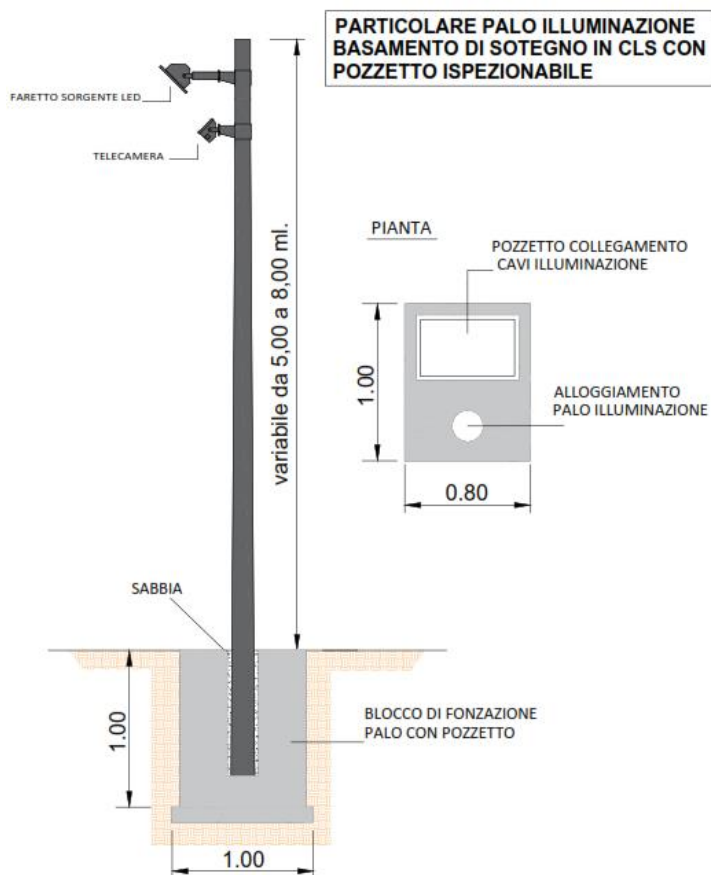 PARTICOLARE PALO ILLUMINAZIONE
BASAMENTO DI SOTEGNO IN CLS CON
POZZETTO ISPEZIONABILE
FARETTO SORGENTE LED
TELECAMERA
variabile da 5,00 a 8,00 ml.
PIANTA
POZZETTO COLLEGAMENTO
CAVI ILLUMINAZIONE
1.00
ALLOGGIAMENTO
PALO ILLUMINAZIONE
0.80
SABBIA
1.00
BLOCCO DI FONZAZIONE
PALO CON POZZETTO
1.00